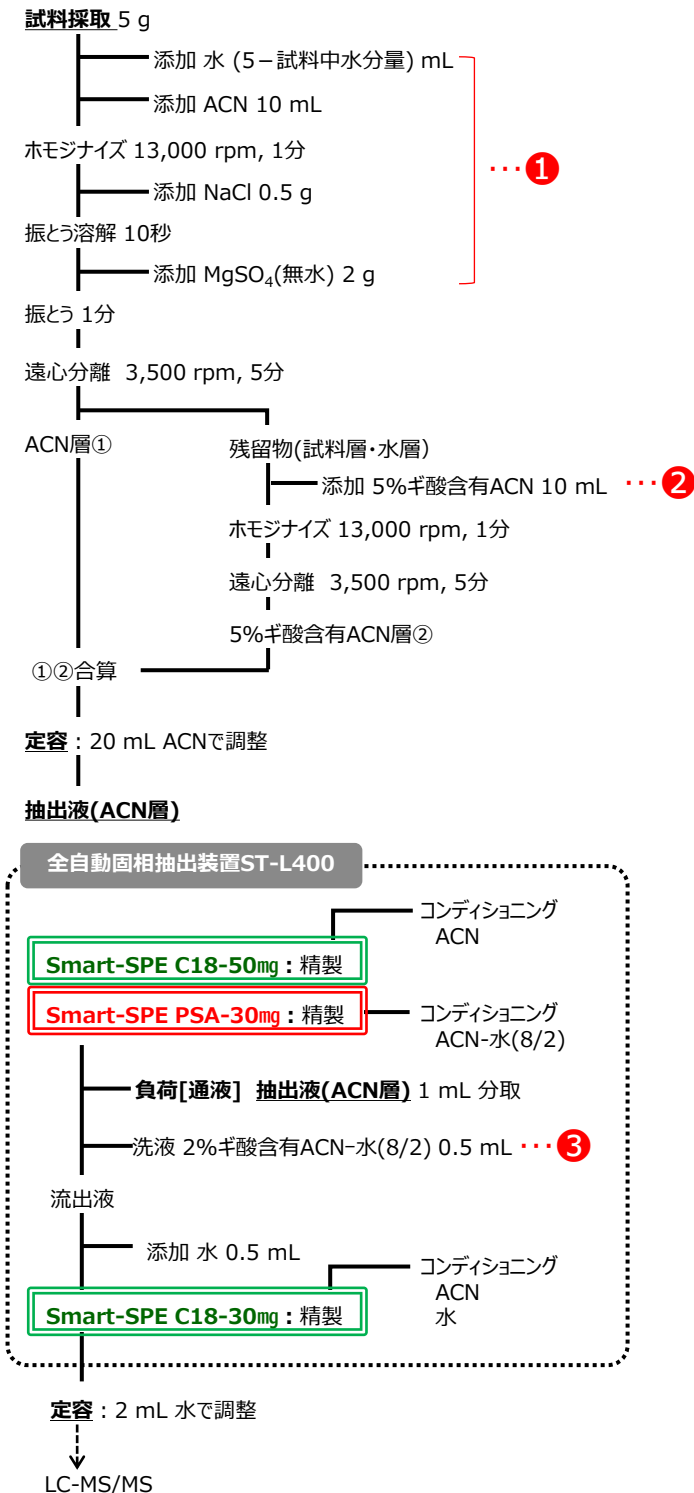 試料採取 5 g
添加 水 (5−試料中水分量) mL
添加 ACN 10 mL
ホモジナイズ 13,000 rpm, 1分
･･･❶
添加 NaCl 0.5 g
振とう溶解 10秒
添加 MgSO₄(無水) 2 g
振とう 1分
遠心分離 3,500 rpm, 5分
ACN層①
残留物(試料層・水層)
添加 5%ギ酸含有ACN 10 mL ･･･❷
ホモジナイズ 13,000 rpm, 1分
遠心分離 3,500 rpm, 5分
5%ギ酸含有ACN層②
①②合算
定容 : 20 mL ACNで調整
抽出液(ACN層)
全自動固相抽出装置ST-L400
コンディショニング
ACN
Smart-SPE C18-50㎎ : 精製
Smart-SPE PSA-30㎎ : 精製
コンディショニング
ACN-水(8/2)
負荷[通液] 抽出液(ACN層) 1 mL 分取
洗液 2%ギ酸含有ACN−水(8/2) 0.5 mL ･･･❸
流出液
添加 水 0.5 mL
コンディショニング
ACN
水
Smart-SPE C18-30㎎ : 精製
定容 : 2 mL 水で調整
LC-MS/MS